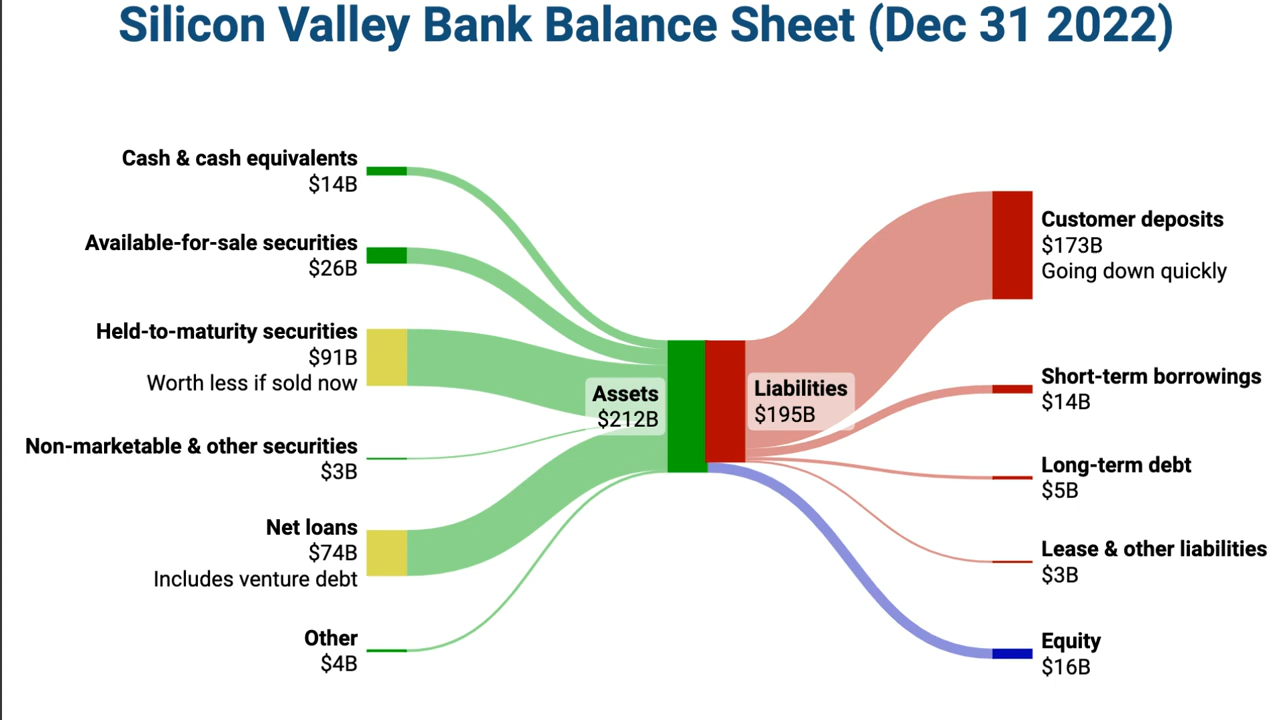 Silicon Valley Bank Balance Sheet (Dec 31 2022)
Cash & cash equivalents
$14B
Available-for-sale securities
$26B
Held-to-maturity securities
$91B
Worth less if sold now
Non-marketable & other securities
$3B
Net loans
$74B
Includes venture debt
Other
$4B
Assets
$212B
Liabilities
$195B
Customer deposits
$173B
Going down quickly
Short-term borrowings
$14B
Long-term debt
$5B
Lease & other liabilities
$3B
Equity
$16B